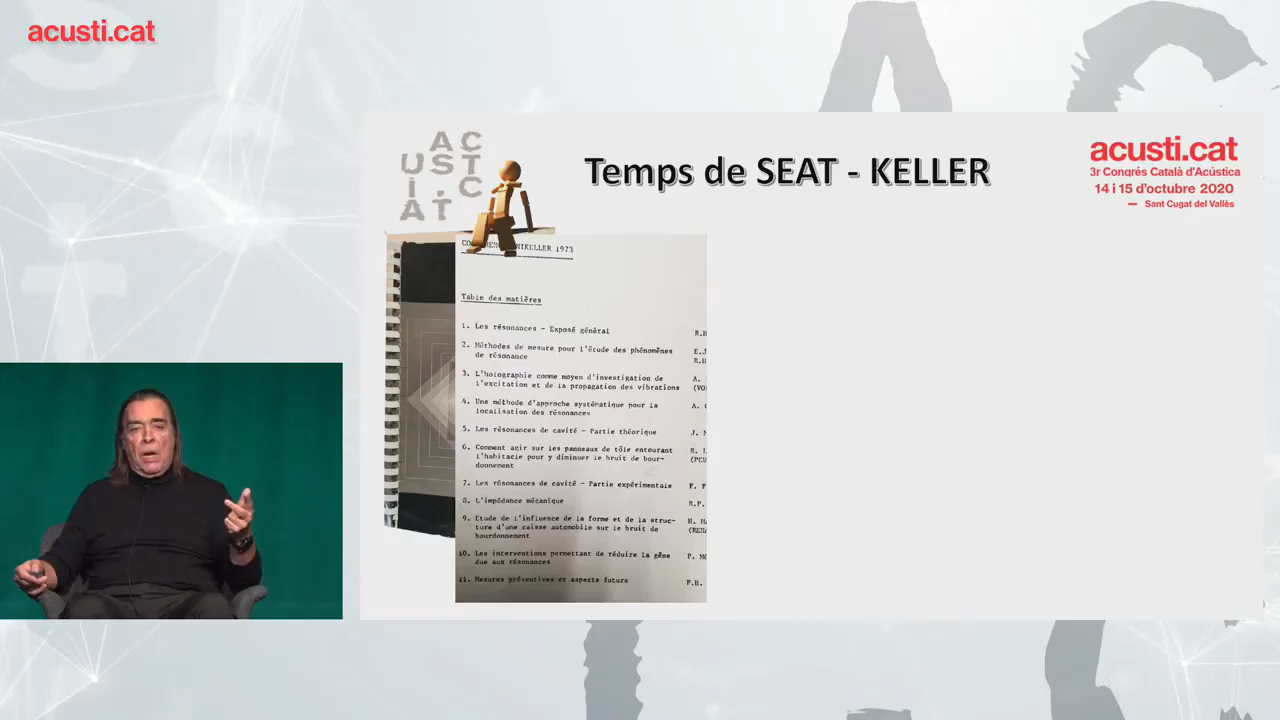 acusti.cat
AC
UST
I.TC
AT
Temps de SEAT - KELLER
acusti.cat
3r Congrés Català d'Acústica
14 i 15 d'octubre 2020
Sant Cugat del Vallès
KELLER 1973
Table des matières
1. Les résonances - Exposé général
2. Méthodes de mesure pour l'étude des phénomènes
de résonance
3. L'holographie comme moyen d'investigation de
l'excitation et de la propagation des vibrations
4. Une méthode d'approche systématique pour la
localisation des résonances
5. Les résonances de cavité - Partie théorique
6. Comment agir sur les panneaux de tôle entourant
l'habitacle pour y diminuer le bruit de bour-
donnement
7. Les résonances de cavité - Partie expérimentale
8. L'impédance mécanique
9. Etude de l'influence de la forme et de la struc-
ture d'une caisse automobile sur le bruit de
bourdonnement
10. Les interventions permettant de réduire la gêne
due aux résonances
11. Mesures préventives et aspects futurs